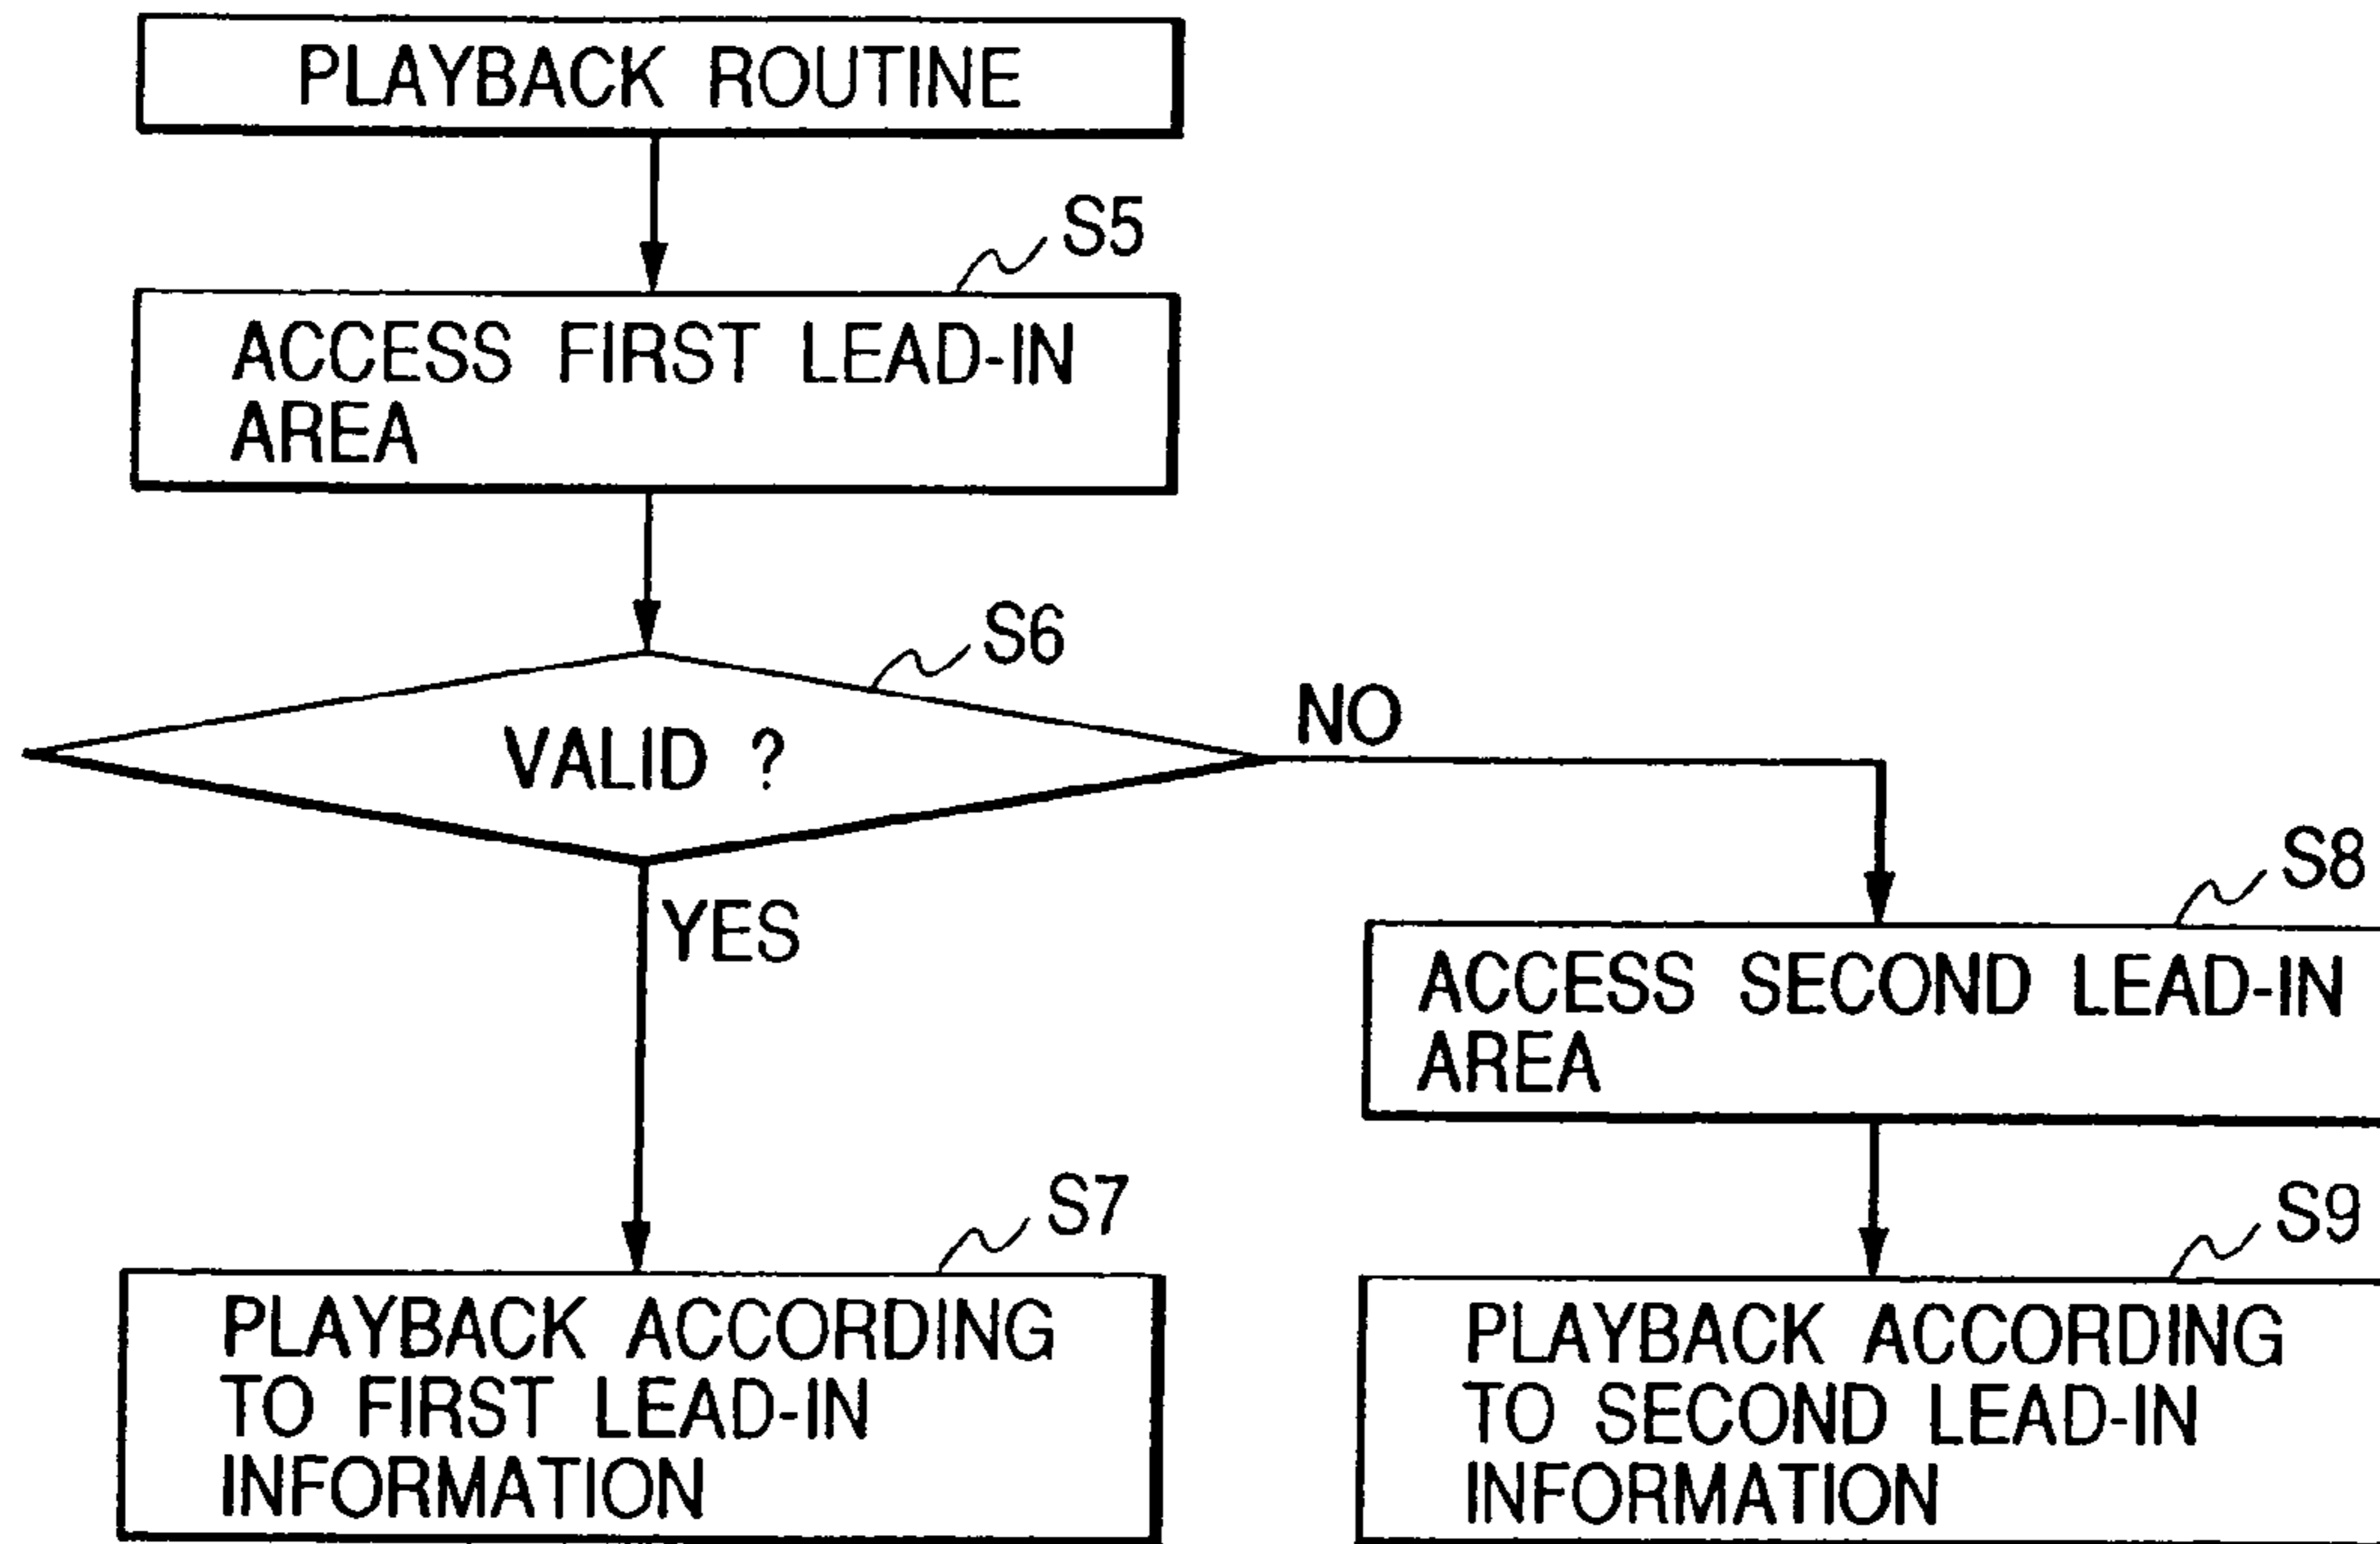 PLAYBACK ROUTINE
S5
ACCESS FIRST LEAD-IN
AREA
S6
VALID ?
NO
YES
S8
ACCESS SECOND LEAD-IN
AREA
S7
PLAYBACK ACCORDING
TO FIRST LEAD-IN
INFORMATION
S9
PLAYBACK ACCORDING
TO SECOND LEAD-IN
INFORMATION